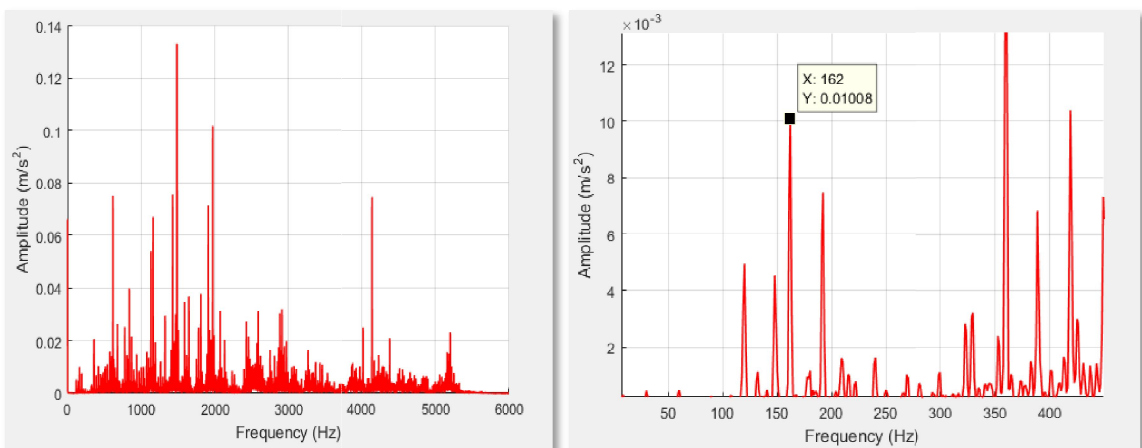 0.14
0.12
0.1
0.08
0.06
0.04
0.02
0
Amplitude (m/s²)
0 1000 2000 3000 4000 5000 6000
Frequency (Hz)
×10⁻³
12
10
8
6
4
2
Amplitude (m/s²)
X: 162
Y: 0.01008
50 100 150 200 250 300 350 400
Frequency (Hz)